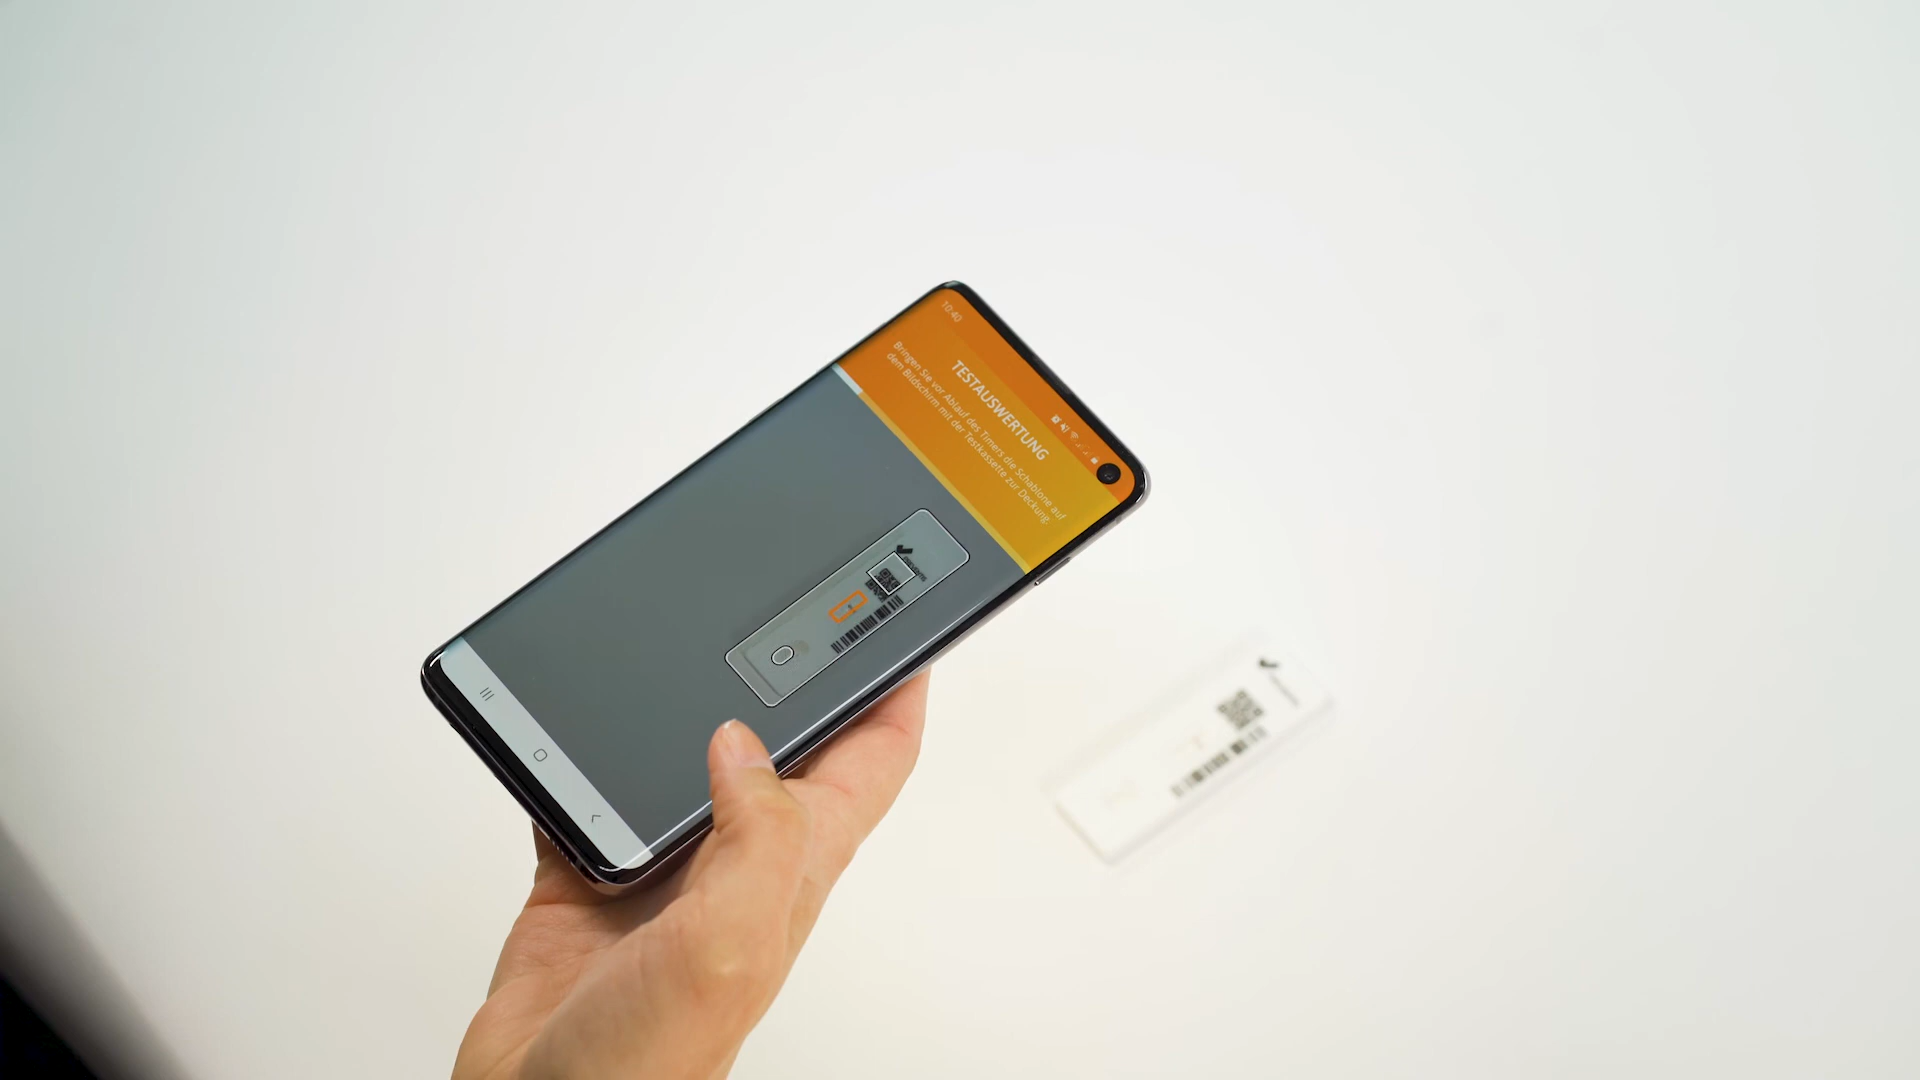 10:40
TESTAUSWERTUNG
Bringen Sie vor Ablauf des Timers die Schablone auf
dem Bildschirm mit der Testkassette zur Deckung.